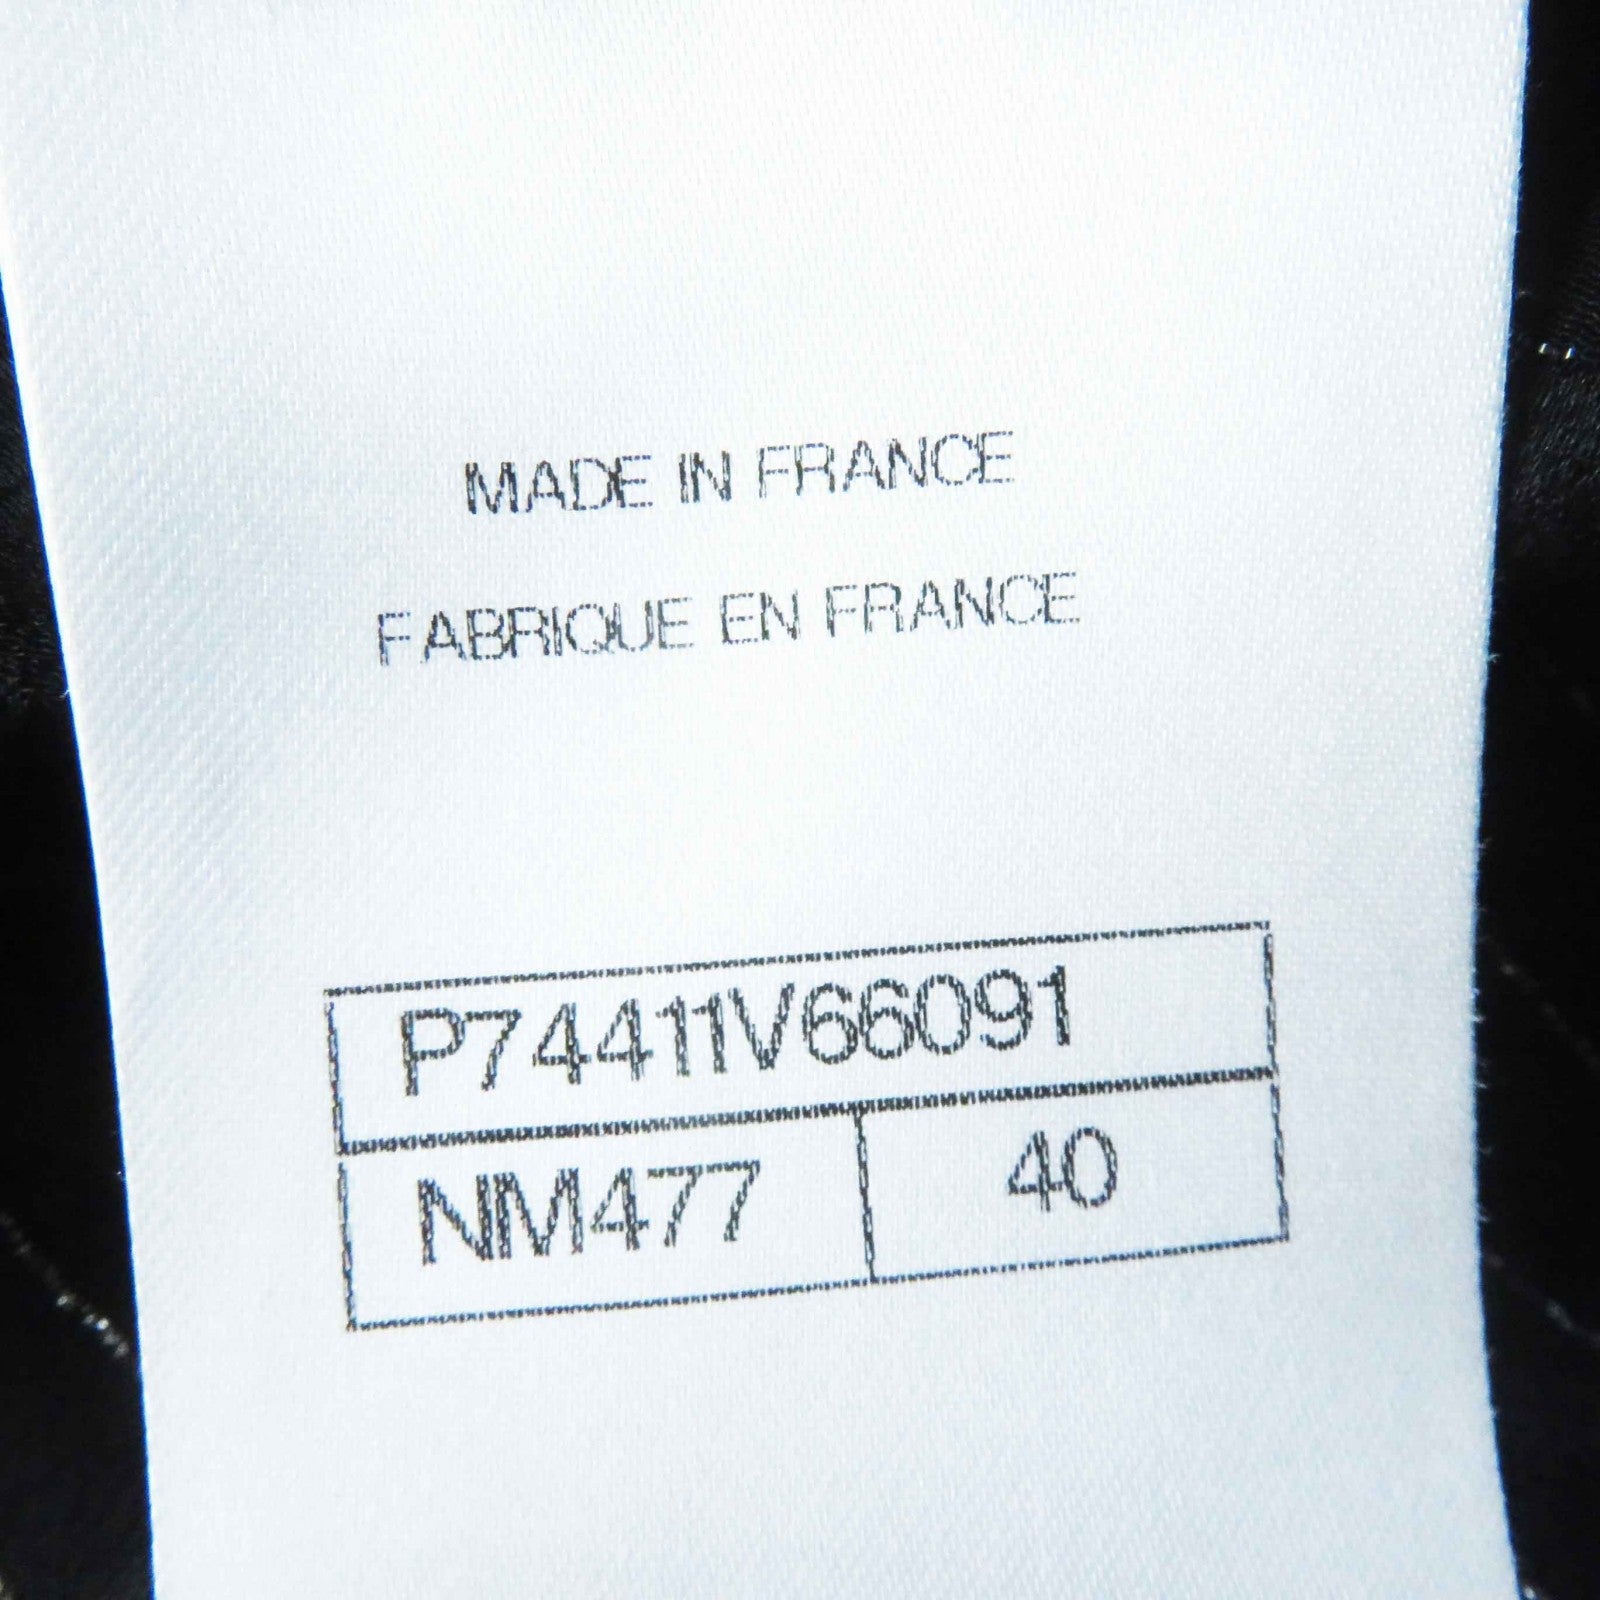 MADE IN FRANCE
FABRIQUE EN FRANCE
P74411V66091
NM477 40